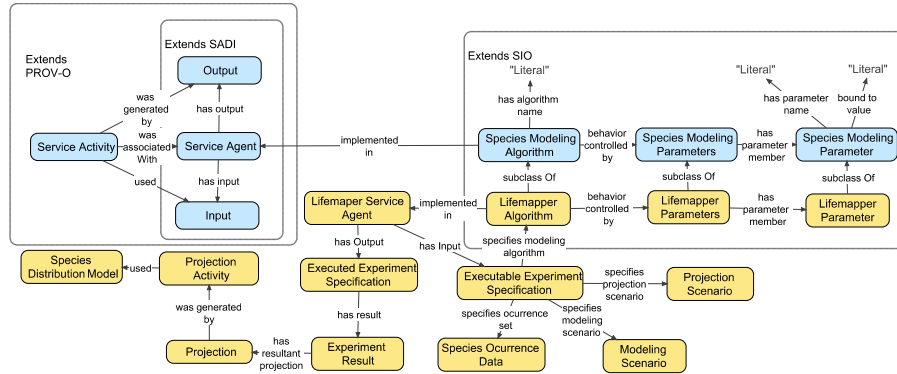 Extends
PROV-O
Extends SADI
Output
was
generated
by
has output
Service Activity
was
associated
With
Service Agent
used
has input
Input
implemented
in
Extends SIO
"Literal"
"Literal"
"Literal"
has algorithm
name
has parameter
name
bound to
value
Species Modeling
Algorithm
behavior
controlled
by
Species Modeling
Parameters
has
parameter
member
Species Modeling
Parameter
subclass Of
subclass Of
subclass Of
Lifemaper Service
Agent
implemented
in
Lifemapper
Algorithm
behavior
controlled
by
Lifemapper
Parameters
has
parameter
member
Lifemapper
Parameter
has Output
has Input
specifies modeling
algorithm
Species
Distribution Model
used
Projection
Activity
Executed Experiment
Specification
Executable Experiment
Specification
specifies
projection
scenario
Projection
Scenario
was generated
by
has result
specifies ocurrence
set
specifies
modeling
scenario
Projection
has
resultant
projection
Experiment
Result
Species Ocurrence
Data
Modeling
Scenario